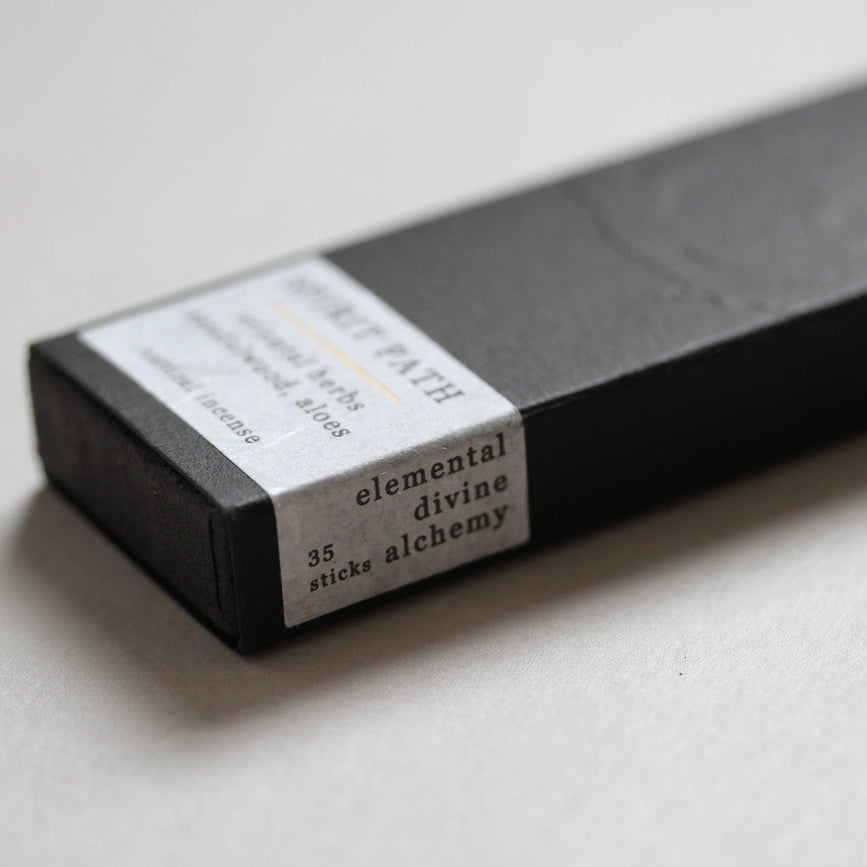 SPIRIT PATH
oriental herbs
sandalwood, aloes
natural incense
elemental
divine
alchemy
35
sticks